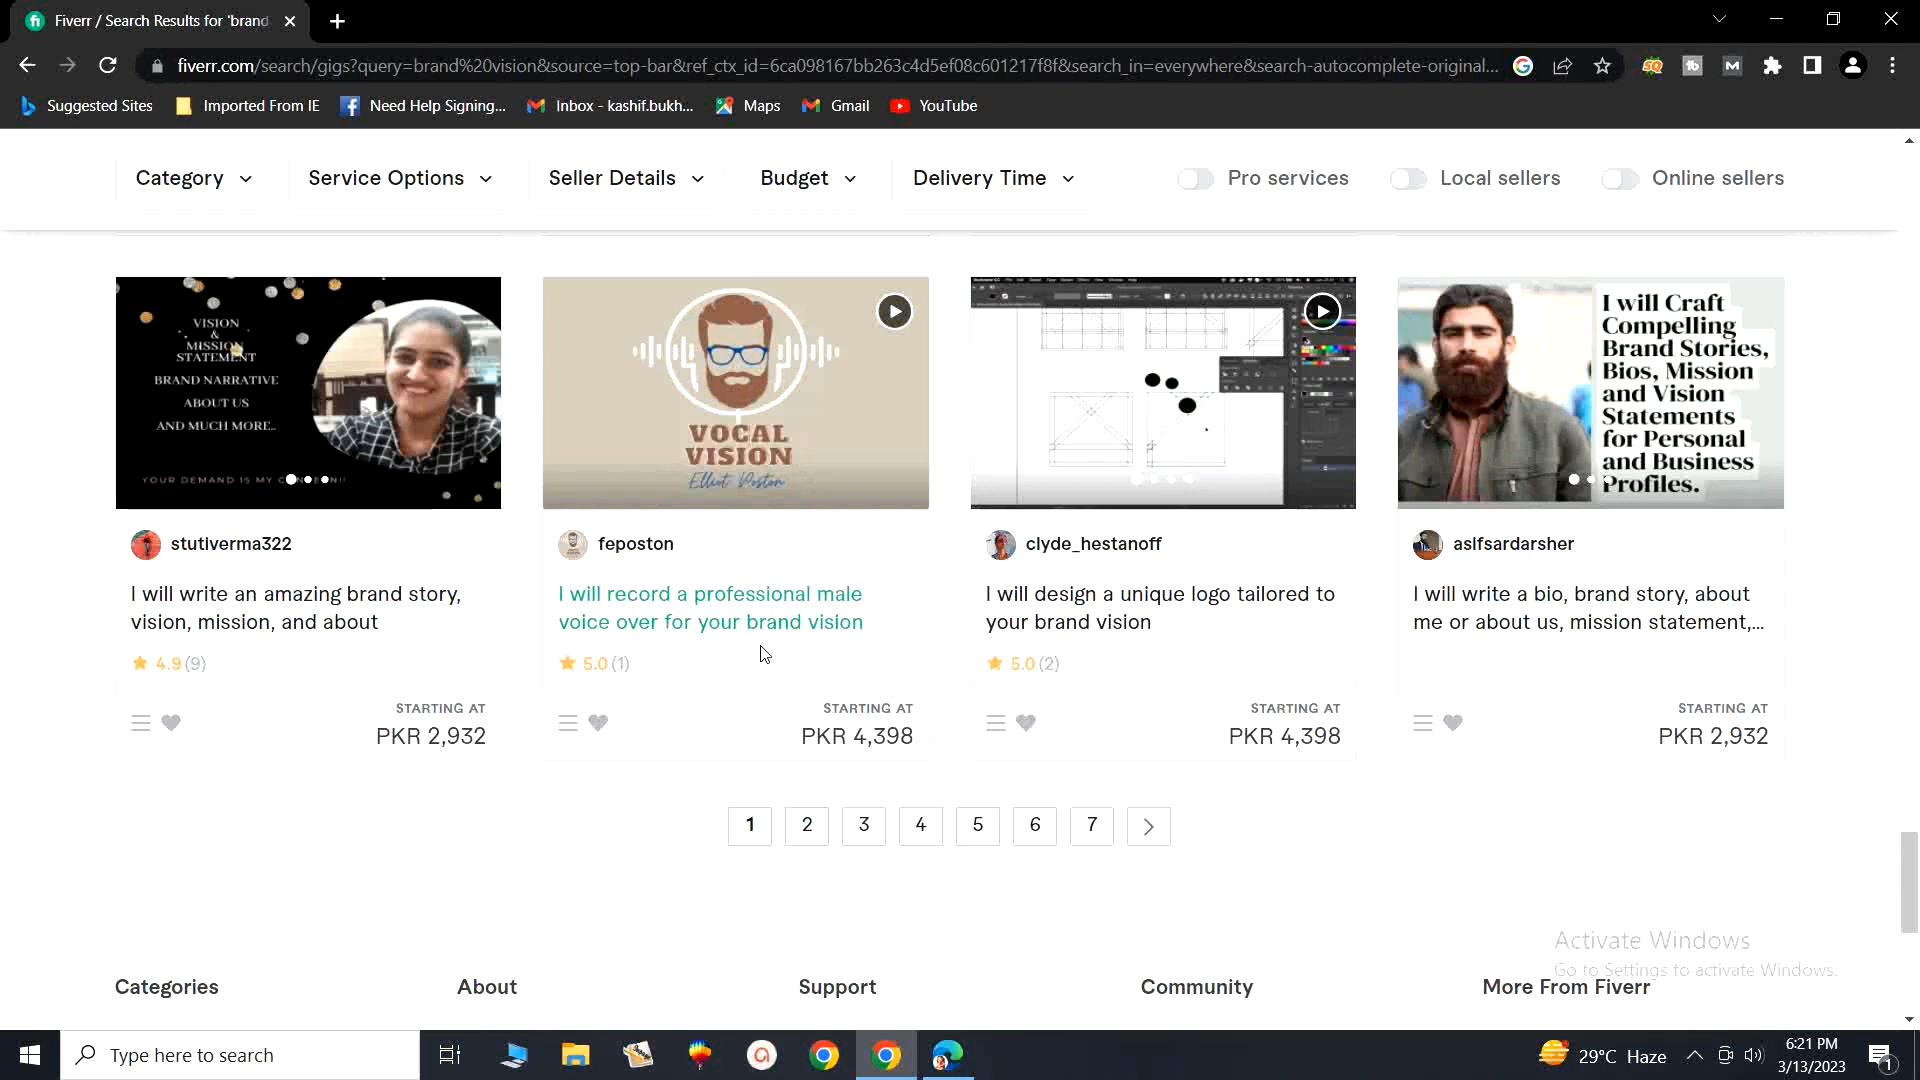 Fiverr / Search Results for 'brand
fiverr.com/search/gigs?query=brand%20vision&source=top-bar&ref_ctx_id=6ca098167bb263c4d5ef08c601217f8f&search_in=everywhere&search-autocomplete-original...
Suggested Sites
Imported From IE
Need Help Signing...
Inbox - kashif.bukh...
Maps
Gmail
YouTube
Category
Service Options
Seller Details
Budget
Delivery Time
Pro services
Local sellers
Online sellers
VISION
&
MISSION
STATEMENT
BRAND NARRATIVE
ABOUT US
AND MUCH MORE..
YOUR DEMAND IS MY
VOCAL
VISION
Elliot Poston
I will Craft
Compelling
Brand Stories,
Bios, Mission
and Vision
Statements
for Personal
and Business
Profiles.
stutiverma322
I will write an amazing brand story,
vision, mission, and about
4.9 (9)
STARTING AT
PKR 2,932
feposton
I will record a professional male
voice over for your brand vision
5.0 (1)
STARTING AT
PKR 4,398
clyde_hestanoff
I will design a unique logo tailored to
your brand vision
5.0 (2)
STARTING AT
PKR 4,398
asifsardarsher
I will write a bio, brand story, about
me or about us, mission statement,...
STARTING AT
PKR 2,932
1 2 3 4 5 6 7
Activate Windows
Go to Settings to activate Windows.
Categories
About
Support
Community
More From Fiverr
Type here to search
29°C Haze
6:21 PM
3/13/2023
1